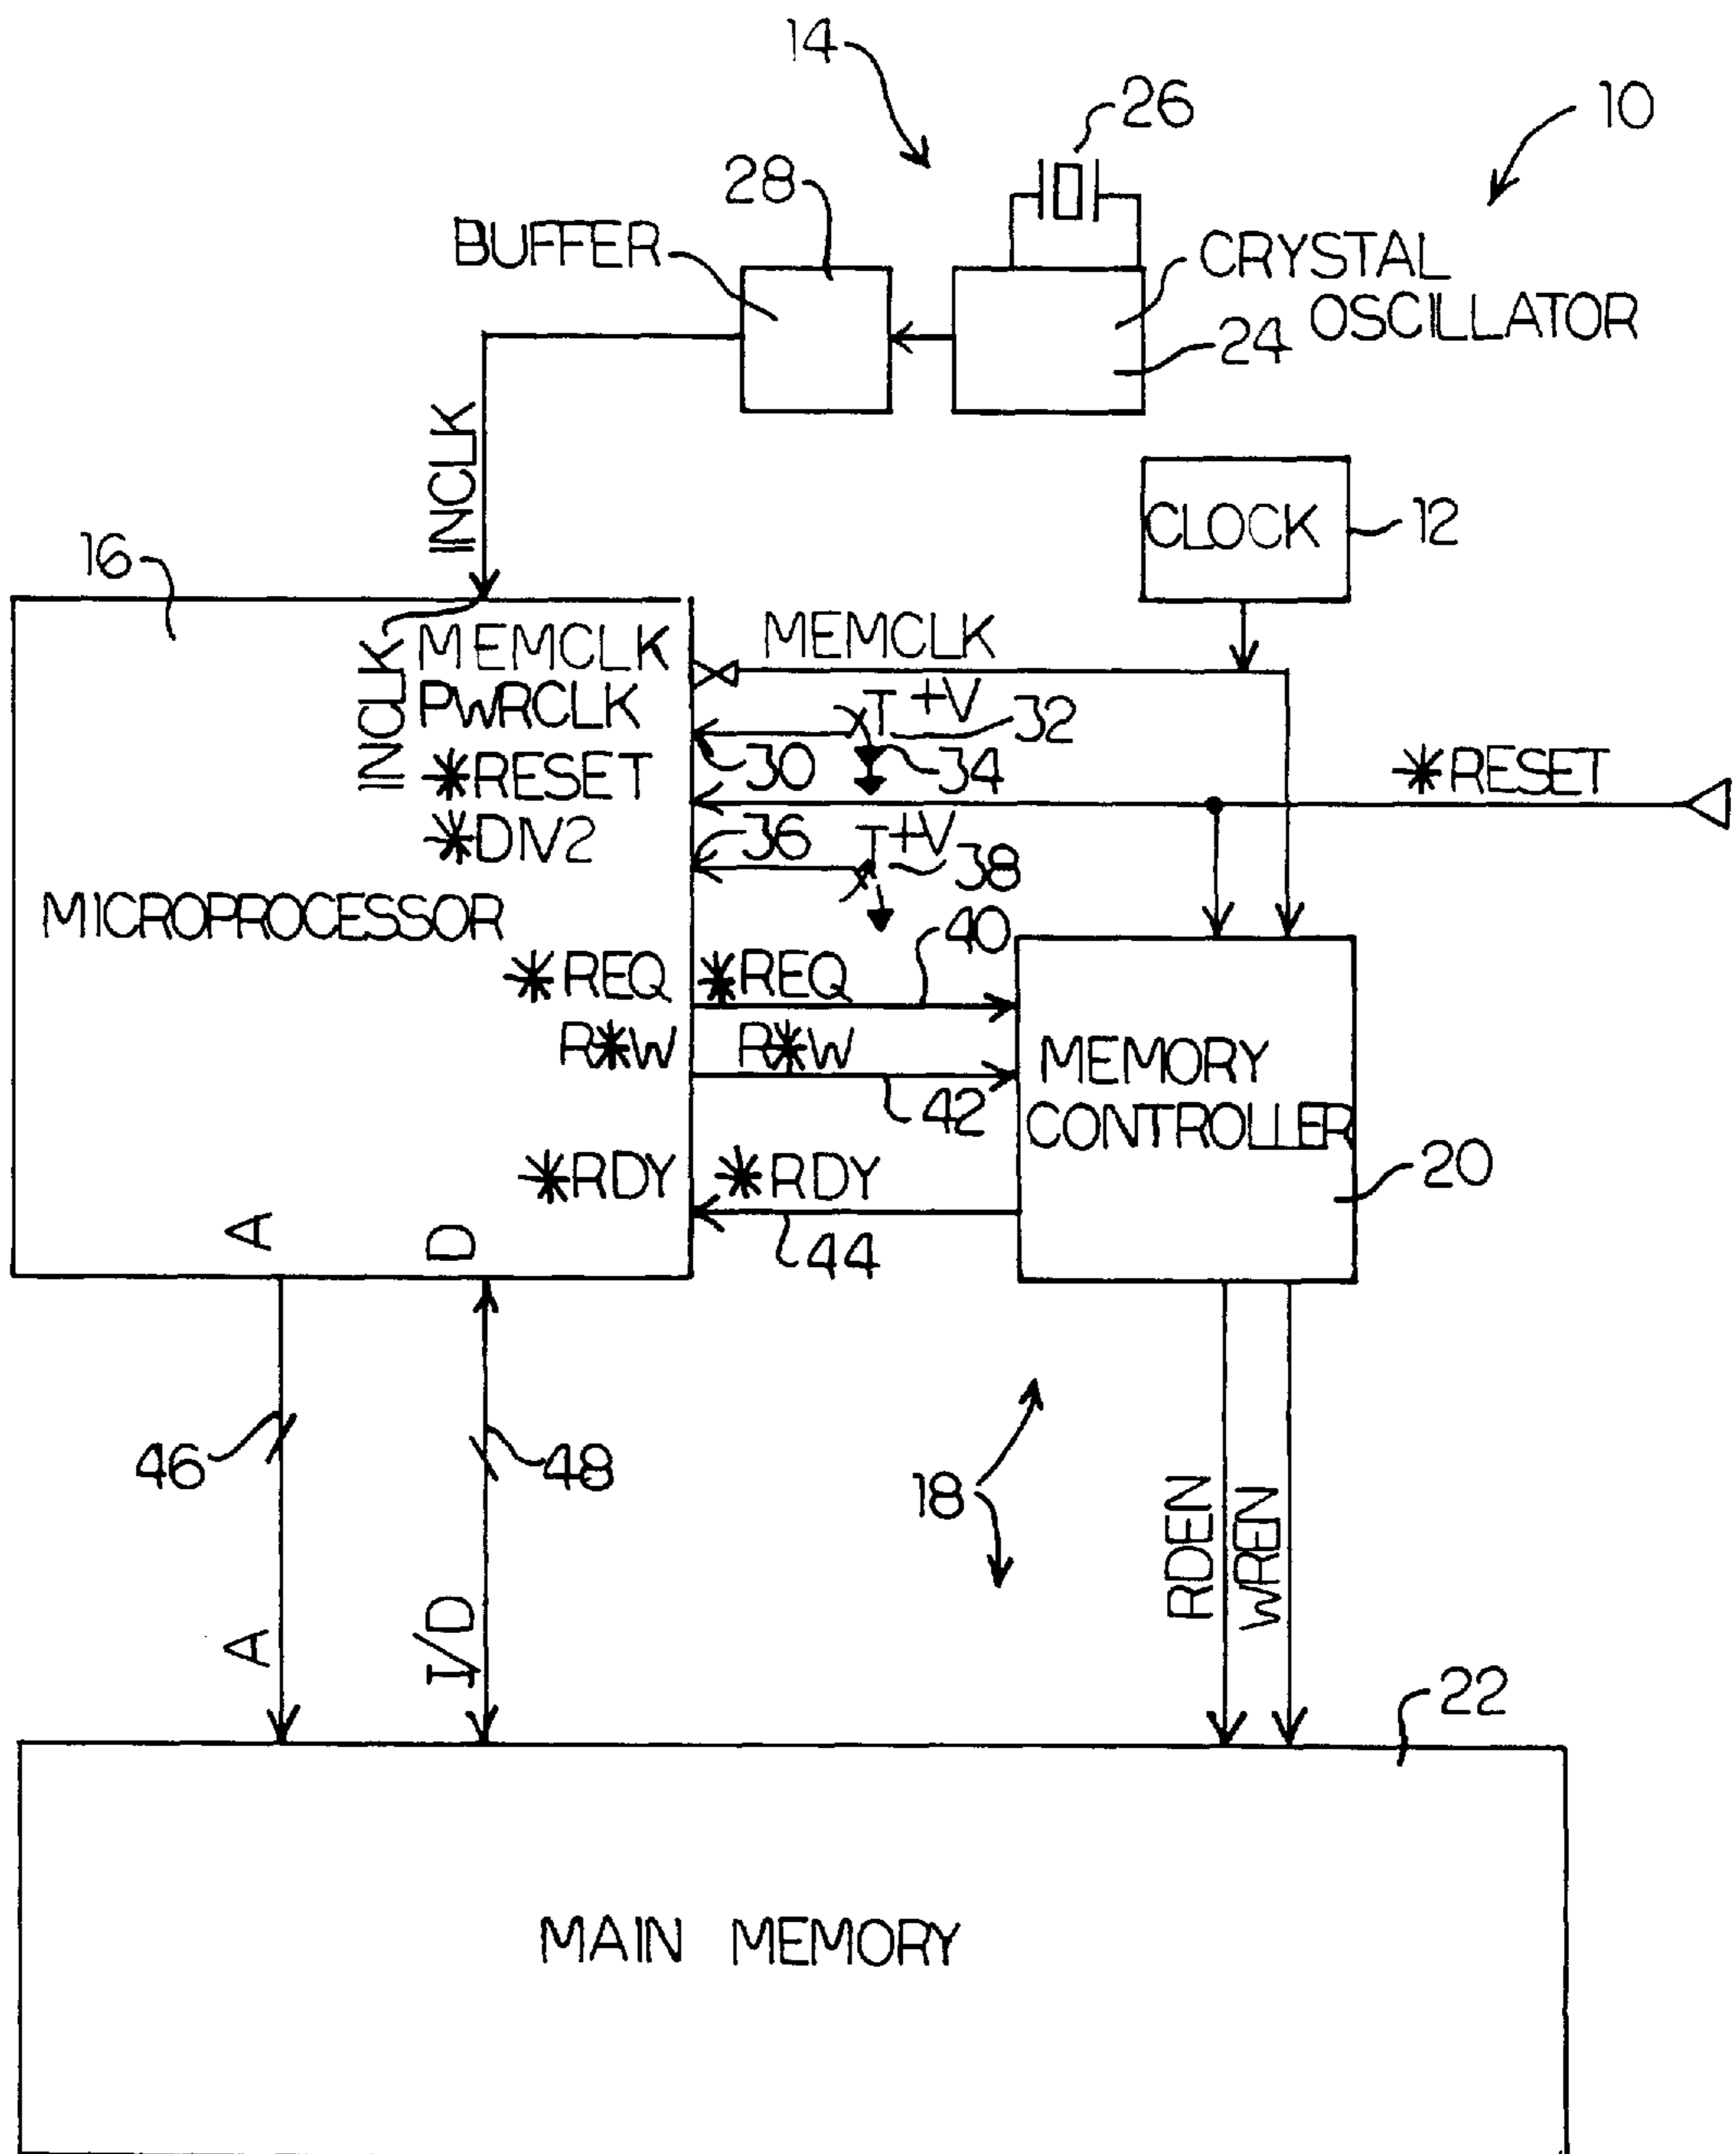 14
26
10
28
BUFFER
CRYSTAL
OSCILLATOR
24
INCLK
CLOCK
12
16
INCLK
MEMCLK
MEMCLK
PWRCLK
+V
32
30
34
*RESET
*RESET
*DIV2
36
+V
38
MICROPROCESSOR
40
*REQ
*REQ
R*W
R*W
42
MEMORY
CONTROLLER
20
*RDY
*RDY
44
A
D
46
48
18
RDEN
WREN
A
I/D
22
MAIN MEMORY